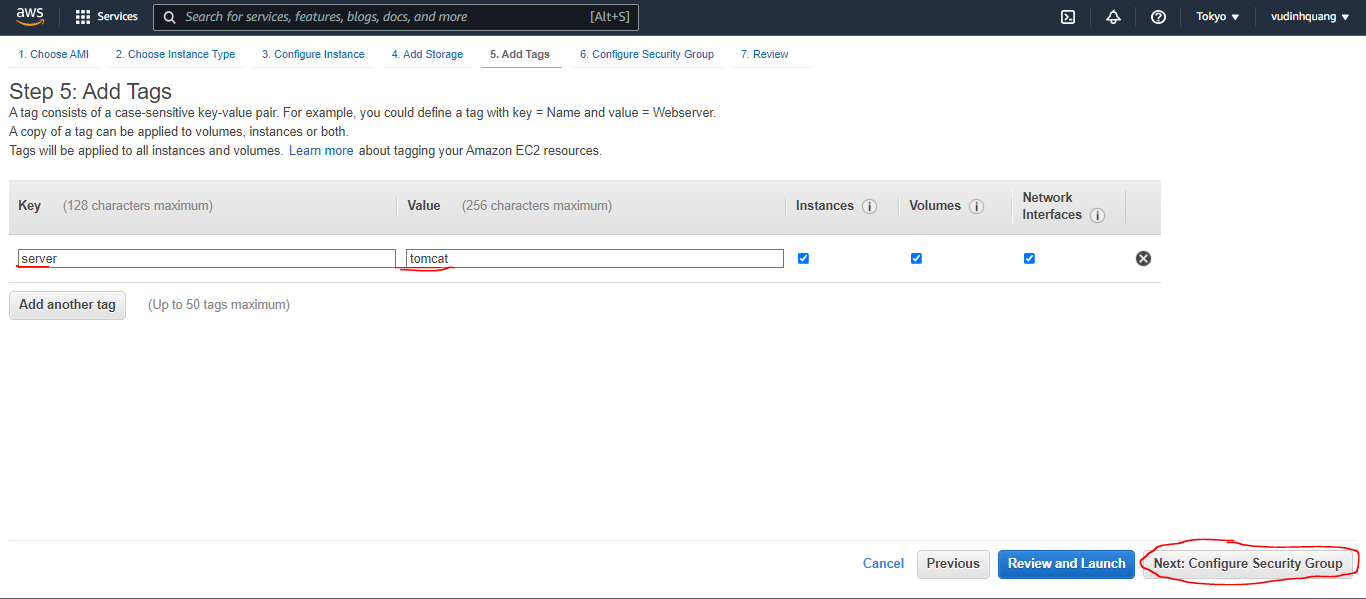 aws Services Search for services, features, blogs, docs, and more [Alt+S] Tokyo ▼ vudinhquang ▼
1. Choose AMI 2. Choose Instance Type 3. Configure Instance 4. Add Storage 5. Add Tags 6. Configure Security Group 7. Review
Step 5: Add Tags
A tag consists of a case-sensitive key-value pair. For example, you could define a tag with key = Name and value = Webserver.
A copy of a tag can be applied to volumes, instances or both.
Tags will be applied to all instances and volumes. Learn more about tagging your Amazon EC2 resources.
Key (128 characters maximum) Value (256 characters maximum) Instances i Volumes i Network
Interfaces i
server tomcat
Add another tag (Up to 50 tags maximum)
Cancel Previous Review and Launch Next: Configure Security Group